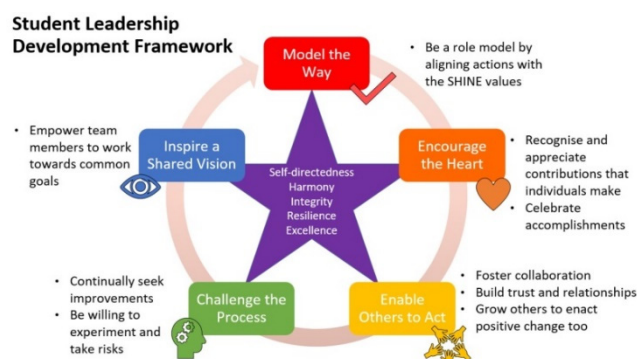 Student Leadership
Development Framework
Model the
Way
• Be a role model by
aligning actions with
the SHINE values
Encourage
the Heart
• Recognise and
appreciate
contributions that
individuals make
• Celebrate
accomplishments
Enable
Others to Act
• Foster collaboration
• Build trust and relationships
• Grow others to enact
positive change too
Challenge the
Process
• Continually seek
improvements
• Be willing to
experiment and
take risks
Inspire a
Shared Vision
• Empower team
members to work
towards common
goals
Self-directedness
Harmony
Integrity
Resilience
Excellence